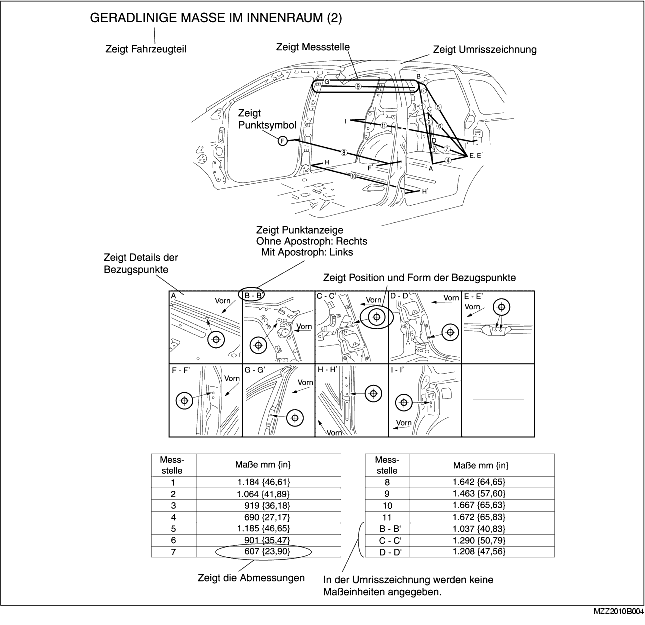 GERADLINIGE MASSE IM INNENRAUM (2)
Zeigt Fahrzeugteil
Zeigt Messstelle
Zeigt Umrisszeichnung
Zeigt
Punktsymbol
G
B
I
D
F
E, E'
A
H
F'
H'
Zeigt Punktanzeige
Ohne Apostroph: Rechts
Mit Apostroph: Links
Zeigt Details der
Bezugspunkte
Zeigt Position und Form der Bezugspunkte
A
Vorn
B - B'
Vorn
C - C'
Vorn
D - D'
Vorn
E - E'
Vorn
F - F'
Vorn
G - G'
Vorn
H - H'
Vorn
I - I'
Vorn
Mess-
stelle
Maße mm {in}
1 1.184 {46,61}
2 1.064 {41,89}
3 919 {36,18}
4 690 {27,17}
5 1.185 {46,65}
6 901 {35,47}
7 607 {23,90}
Mess-
stelle
Maße mm {in}
8 1.642 {64,65}
9 1.463 {57,60}
10 1.667 {65,63}
11 1.672 {65,83}
B - B' 1.037 {40,83}
C - C' 1.290 {50,79}
D - D' 1.208 {47,56}
Zeigt die Abmessungen
In der Umrisszeichnung werden keine
Maßeinheiten angegeben.
MZZ2010B004